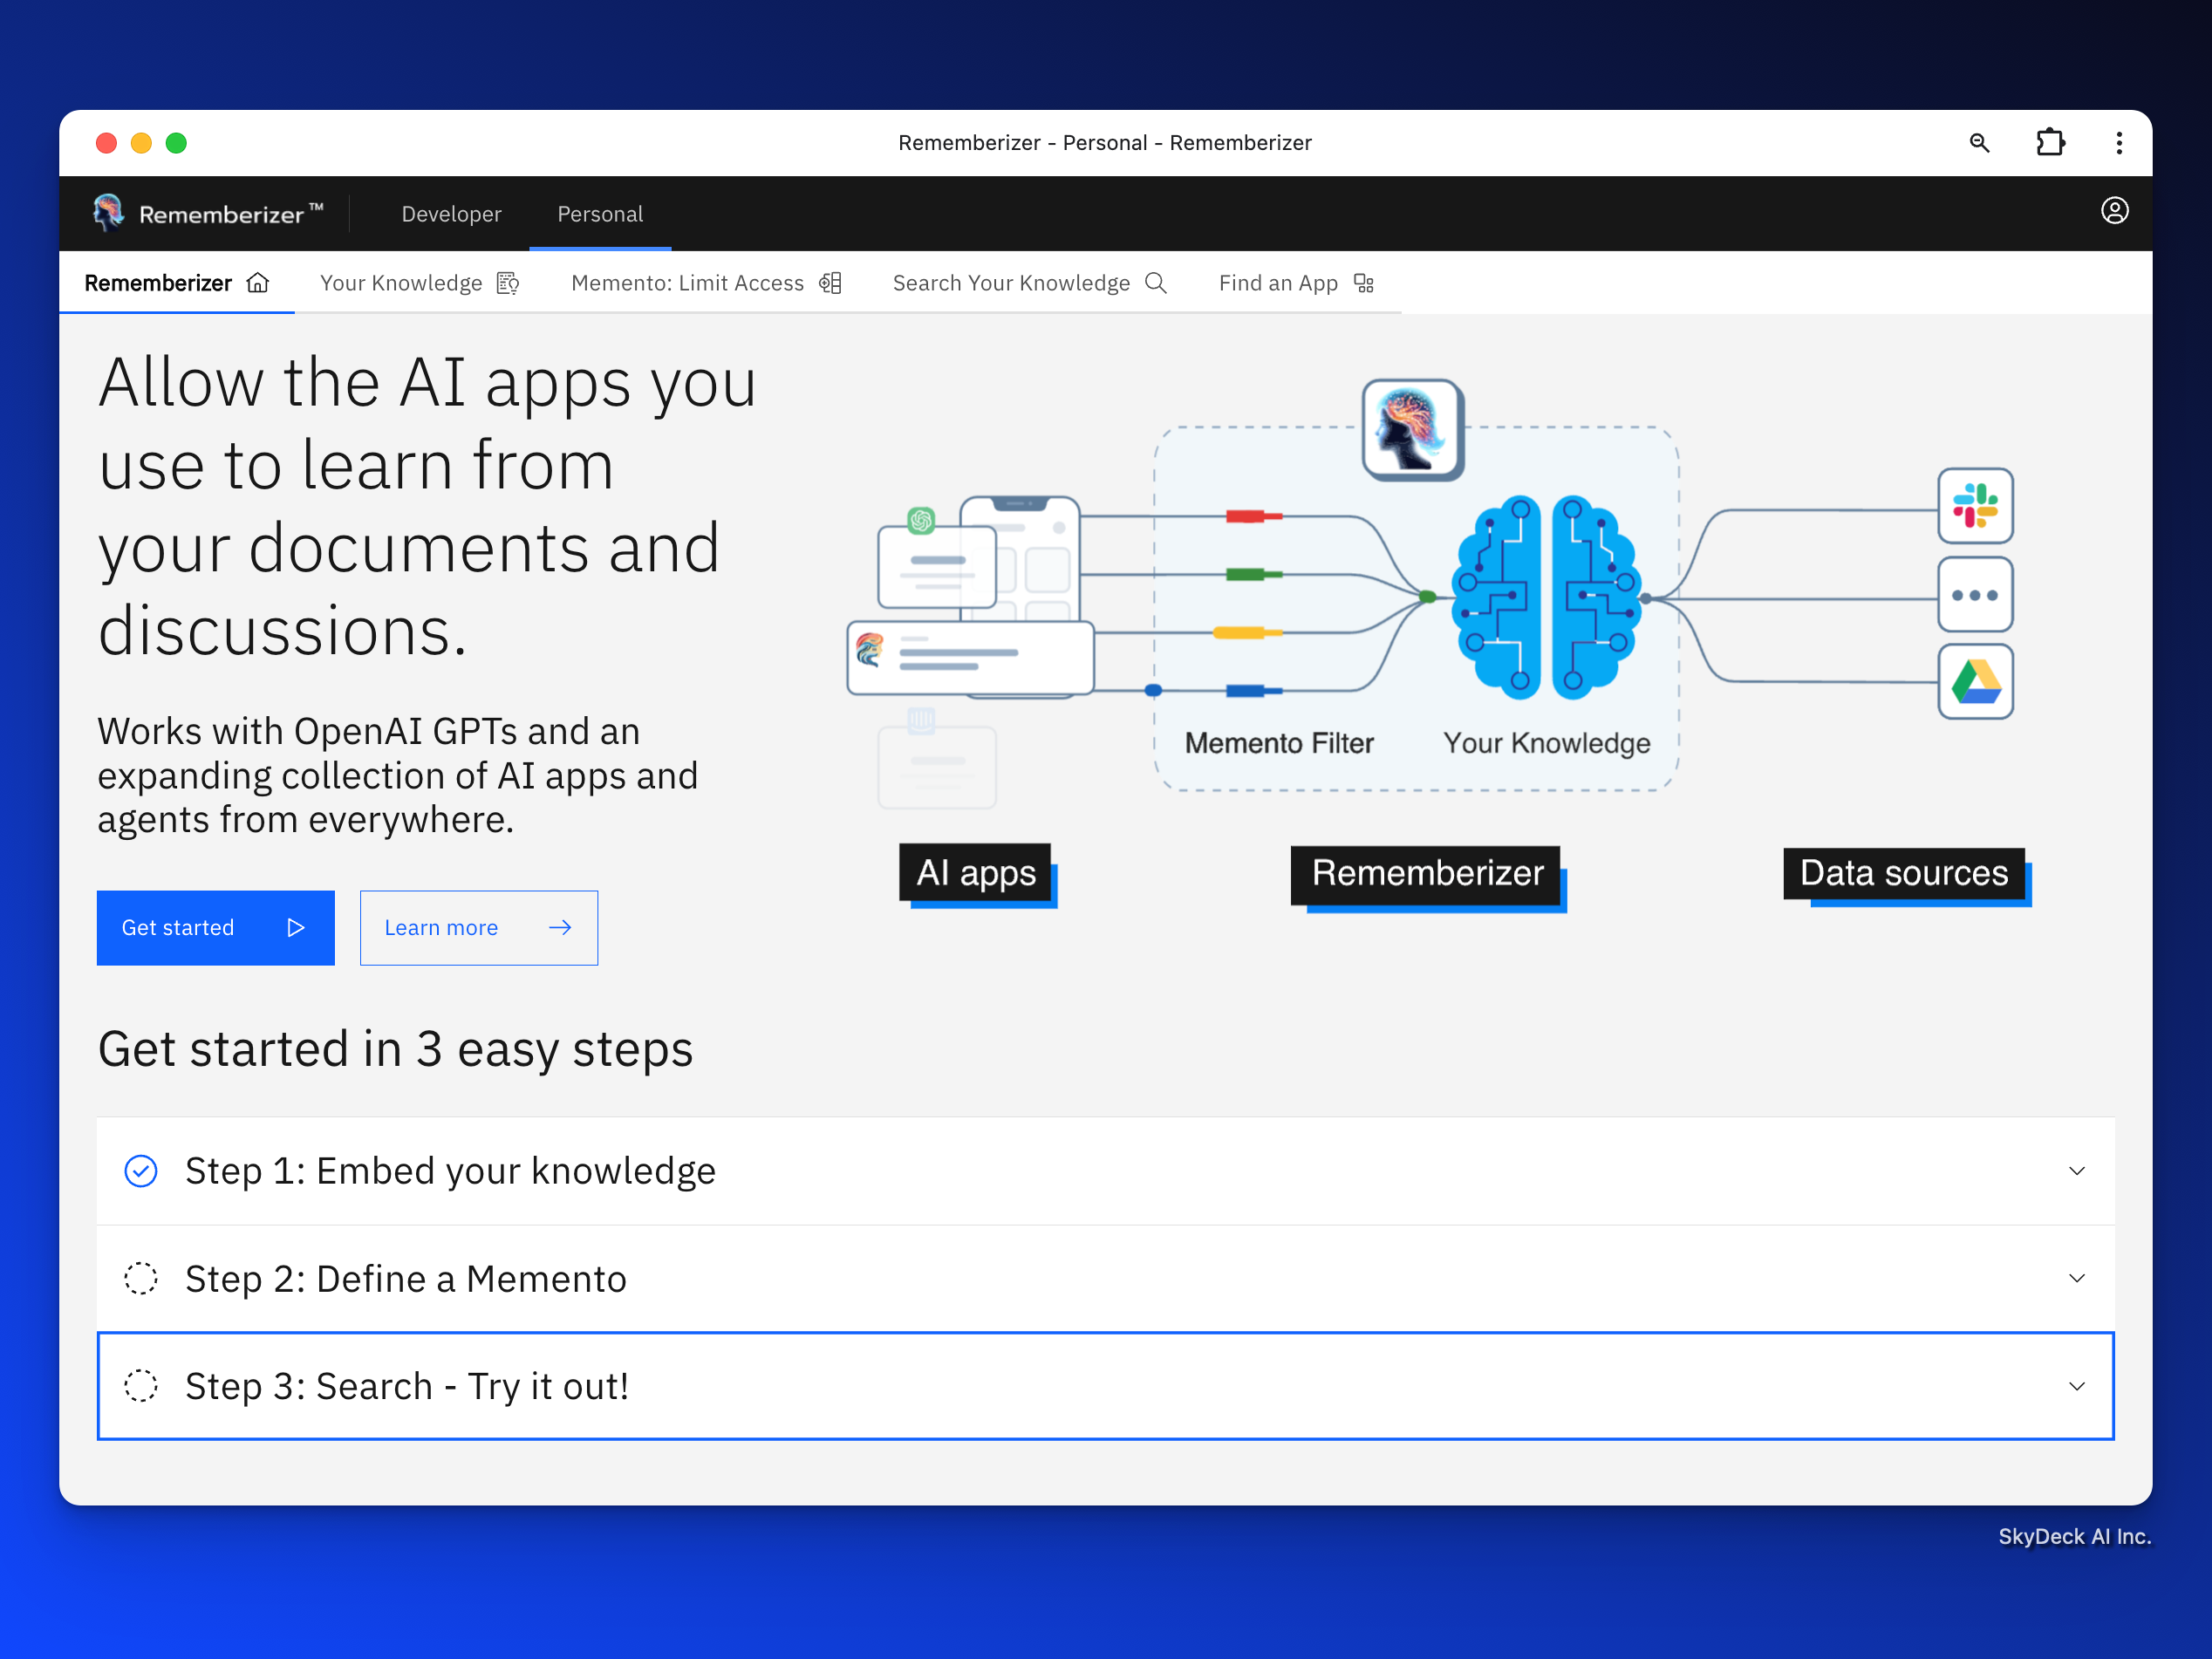 Rememberizer - Personal - Rememberizer
Rememberizer™
Developer
Personal
Rememberizer
Your Knowledge
Memento: Limit Access
Search Your Knowledge
Find an App
Allow the AI apps you
use to learn from
your documents and
discussions.
Works with OpenAI GPTs and an
expanding collection of AI apps and
agents from everywhere.
Get started
Learn more
Memento Filter
Your Knowledge
AI apps
Rememberizer
Data sources
Get started in 3 easy steps
Step 1: Embed your knowledge
Step 2: Define a Memento
Step 3: Search - Try it out!
SkyDeck AI Inc.